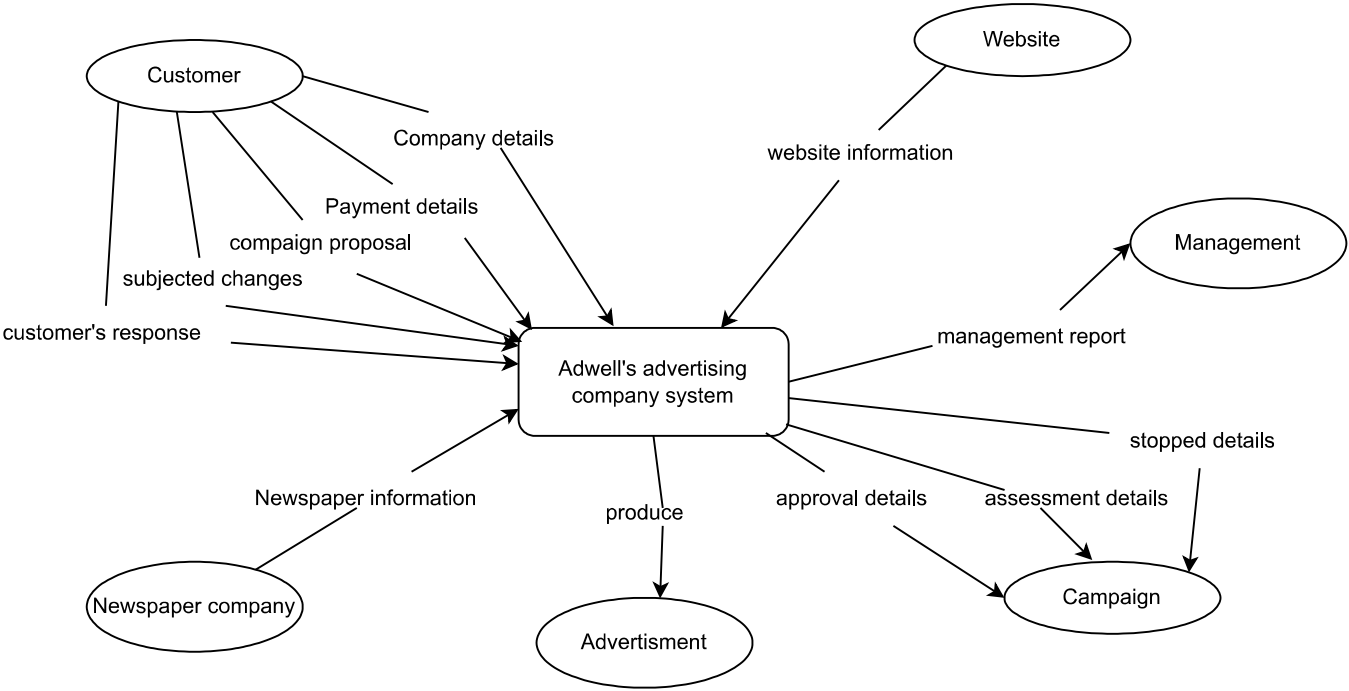 Website
Customer
Company details
website information
Payment details
compaign proposal
Management
subjected changes
customer's response
management report
Adwell's advertising
company system
stopped details
Newspaper information
approval details
assessment details
produce
Newspaper company
Campaign
Advertisment